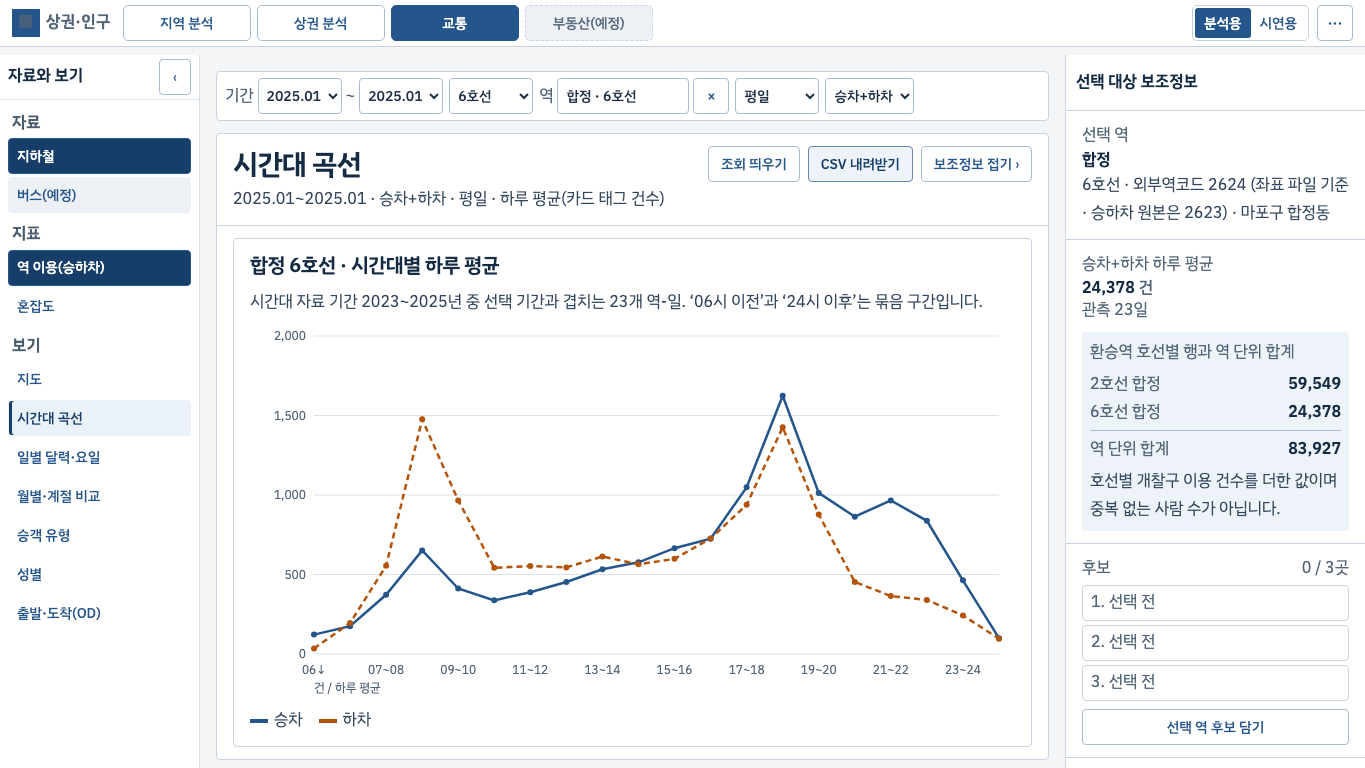 상권·인구
지역 분석
상권 분석
교통
부동산(예정)
분석용
시연용
···
자료와 보기
‹
자료
지하철
버스(예정)
지표
역 이용(승하차)
혼잡도
보기
지도
시간대 곡선
일별 달력·요일
월별·계절 비교
승객 유형
성별
출발·도착(OD)
기간 2025.01 ~ 2025.01 6호선 역 합정 · 6호선 × 평일 승차+하차
시간대 곡선
조회 띄우기
CSV 내려받기
보조정보 접기 ›
2025.01~2025.01 · 승차+하차 · 평일 · 하루 평균(카드 태그 건수)
합정 6호선 · 시간대별 하루 평균
시간대 자료 기간 2023~2025년 중 선택 기간과 겹치는 23개 역-일. ‘06시 이전’과 ‘24시 이후’는 묶음 구간입니다.
2,000
1,500
1,000
500
0
06↓ 07~08 09~10 11~12 13~14 15~16 17~18 19~20 21~22 23~24
건 / 하루 평균
승차 하차
선택 대상 보조정보
선택 역
합정
6호선 · 외부역코드 2624 (좌표 파일 기준
· 승하차 원본은 2623) · 마포구 합정동
승차+하차 하루 평균
24,378 건
관측 23일
환승역 호선별 행과 역 단위 합계
2호선 합정 59,549
6호선 합정 24,378
역 단위 합계 83,927
호선별 개찰구 이용 건수를 더한 값이며
중복 없는 사람 수가 아닙니다.
후보 0 / 3곳
1. 선택 전
2. 선택 전
3. 선택 전
선택 역 후보 담기